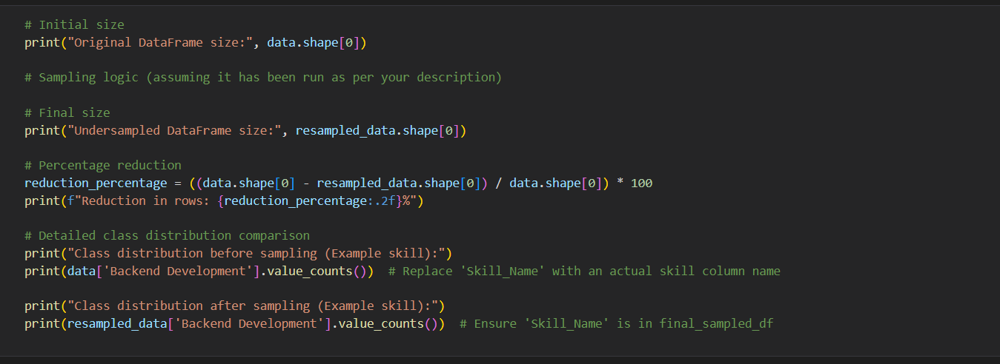 # Initial size
print("Original DataFrame size:", data.shape[0])
# Sampling logic (assuming it has been run as per your description)
# Final size
print("Undersampled DataFrame size:", resampled_data.shape[0])
# Percentage reduction
reduction_percentage = ((data.shape[0] - resampled_data.shape[0]) / data.shape[0]) * 100
print(f"Reduction in rows: {reduction_percentage:.2f}%")
# Detailed class distribution comparison
print("Class distribution before sampling (Example skill):")
print(data['Backend Development'].value_counts())  # Replace 'Skill_Name' with an actual skill column name
print("Class distribution after sampling (Example skill):")
print(resampled_data['Backend Development'].value_counts())  # Ensure 'Skill_Name' is in final_sampled_df